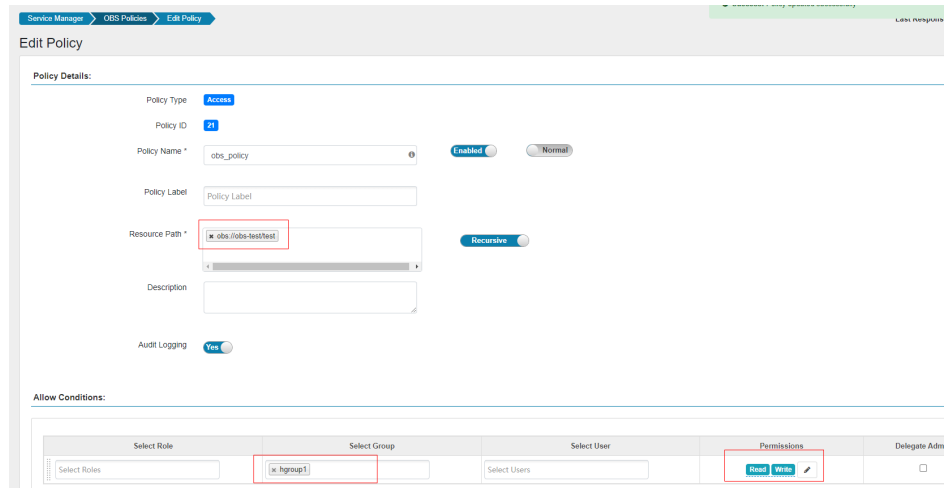 Service Manager OBS Policies Edit Policy
Last Respons
Edit Policy
Policy Details:
Policy Type Access
Policy ID 21
Policy Name * obs_policy Enabled Normal
Policy Label Policy Label
Resource Path * × obs://obs-test/test Recursive
Description
Audit Logging Yes
Allow Conditions:
Select Role Select Group Select User Permissions Delegate Adm
Select Roles × hgroup1 Select Users Read Write